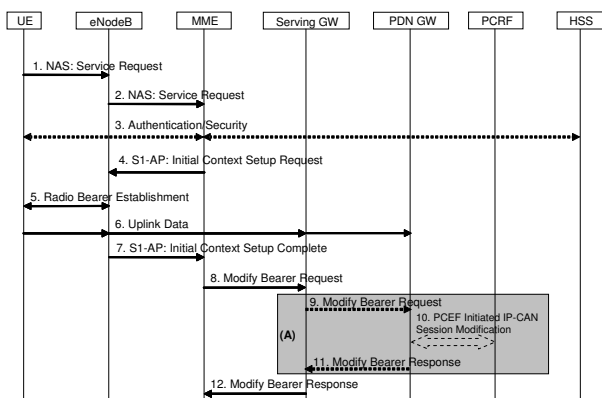 UE eNodeB MME Serving GW PDN GW PCRF HSS
1. NAS: Service Request
2. NAS: Service Request
3. Authentication/Security
4. S1-AP: Initial Context Setup Request
5. Radio Bearer Establishment
6. Uplink Data
7. S1-AP: Initial Context Setup Complete
8. Modify Bearer Request
9. Modify Bearer Request
10. PCEF Initiated IP-CAN
Session Modification
(A)
11. Modify Bearer Response
12. Modify Bearer Response